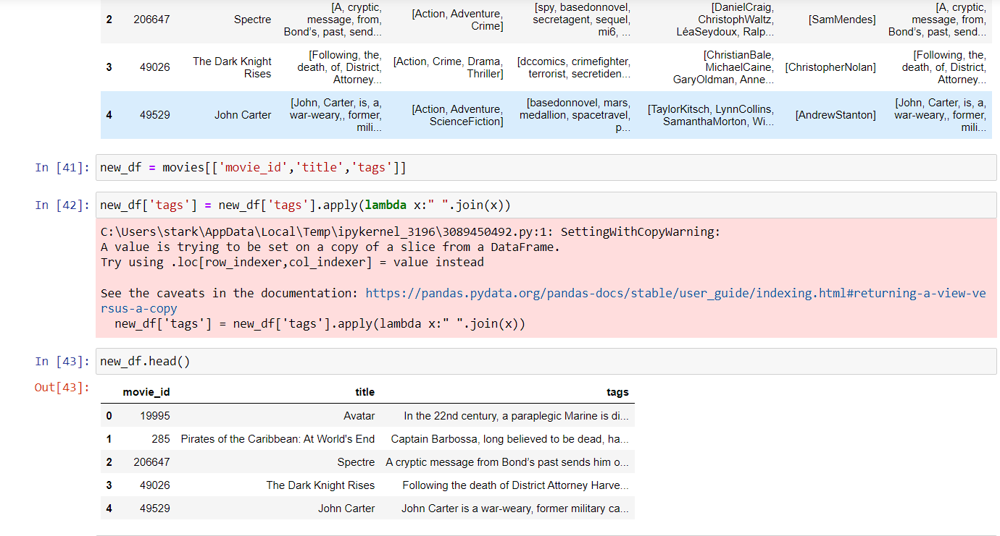 2 206647 Spectre [A, cryptic, message, from, Bond’s, past, send... [Action, Adventure, Crime] [spy, basedonnovel, secretagent, sequel, mi6, ... [DanielCraig, ChristophWaltz, LéaSeydoux, Ralp... [SamMendes] [A, cryptic, message, from, Bond’s, past, send...
3 49026 The Dark Knight Rises [Following, the, death, of, District, Attorney... [Action, Crime, Drama, Thriller] [dccomics, crimefighter, terrorist, secretiden... [ChristianBale, MichaelCaine, GaryOldman, Anne... [ChristopherNolan] [Following, the, death, of, District, Attorney...
4 49529 John Carter [John, Carter, is, a, war-weary,, former, mili... [Action, Adventure, ScienceFiction] [basedonnovel, mars, medallion, spacetravel, p... [TaylorKitsch, LynnCollins, SamanthaMorton, Wi... [AndrewStanton] [John, Carter, is, a, war-weary,, former, mili...
In [41]: new_df = movies[['movie_id','title','tags']]
In [42]: new_df['tags'] = new_df['tags'].apply(lambda x:" ".join(x))
C:\Users\stark\AppData\Local\Temp\ipykernel_3196\3089450492.py:1: SettingWithCopyWarning:
A value is trying to be set on a copy of a slice from a DataFrame.
Try using .loc[row_indexer,col_indexer] = value instead
See the caveats in the documentation: https://pandas.pydata.org/pandas-docs/stable/user_guide/indexing.html#returning-a-view-ve
rsus-a-copy
new_df['tags'] = new_df['tags'].apply(lambda x:" ".join(x))
In [43]: new_df.head()
Out[43]:
movie_id title tags
0 19995 Avatar In the 22nd century, a paraplegic Marine is di...
1 285 Pirates of the Caribbean: At World's End Captain Barbossa, long believed to be dead, ha...
2 206647 Spectre A cryptic message from Bond’s past sends him o...
3 49026 The Dark Knight Rises Following the death of District Attorney Harve...
4 49529 John Carter John Carter is a war-weary, former military ca...